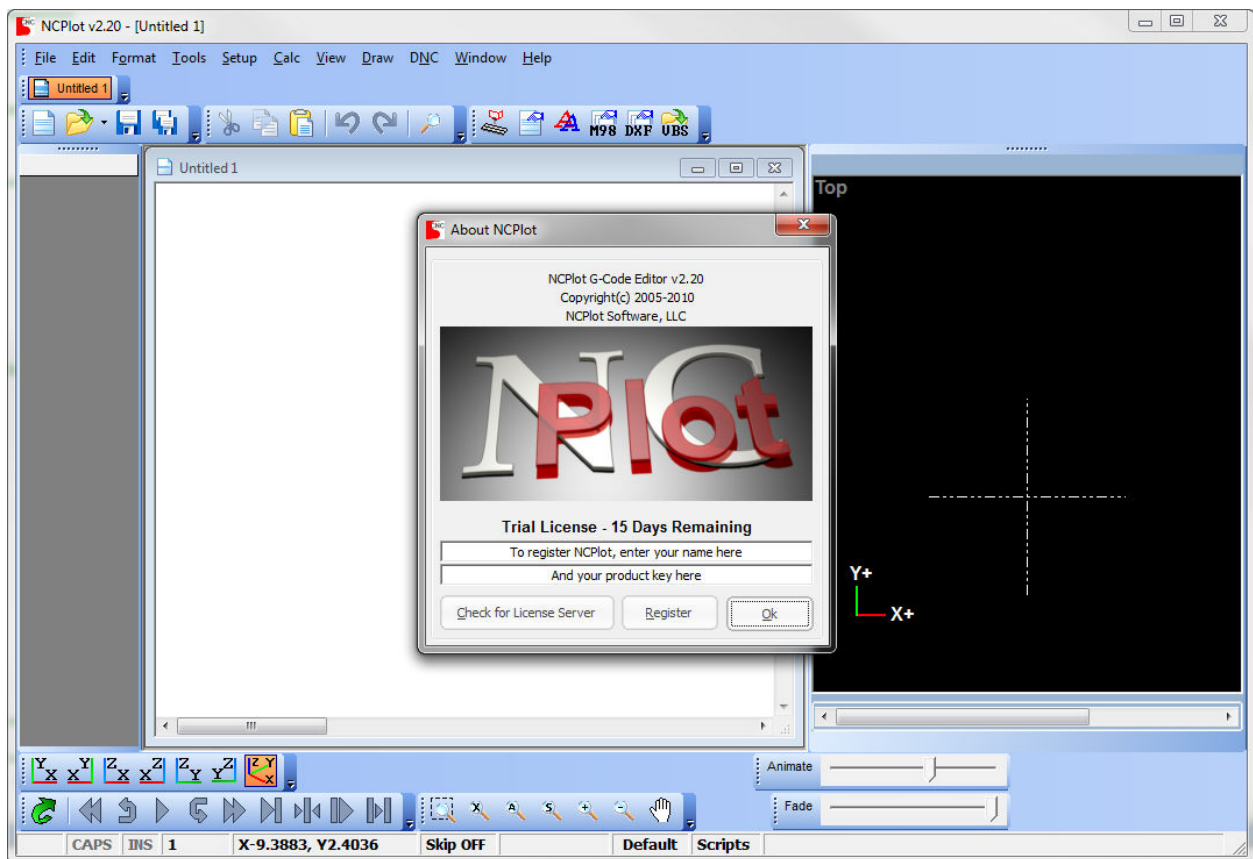 NCPlot v2.20 - [Untitled 1]
File Edit Format Tools Setup Calc View Draw DNC Window Help
Untitled 1
M98 DXF VBS
Untitled 1
Top
CNC About NCPlot
NCPlot G-Code Editor v2.20
Copyright(c) 2005-2010
NCPlot Software, LLC
NC
Plot
Trial License - 15 Days Remaining
To register NCPlot, enter your name here
And your product key here
Check for License Server Register Ok
Y+
X+
Y X X Y Z X X Z Z Y Y Z Z Y X
Animate
X A S
Fade
CAPS INS 1 X-9.3883, Y2.4036 Skip OFF Default Scripts